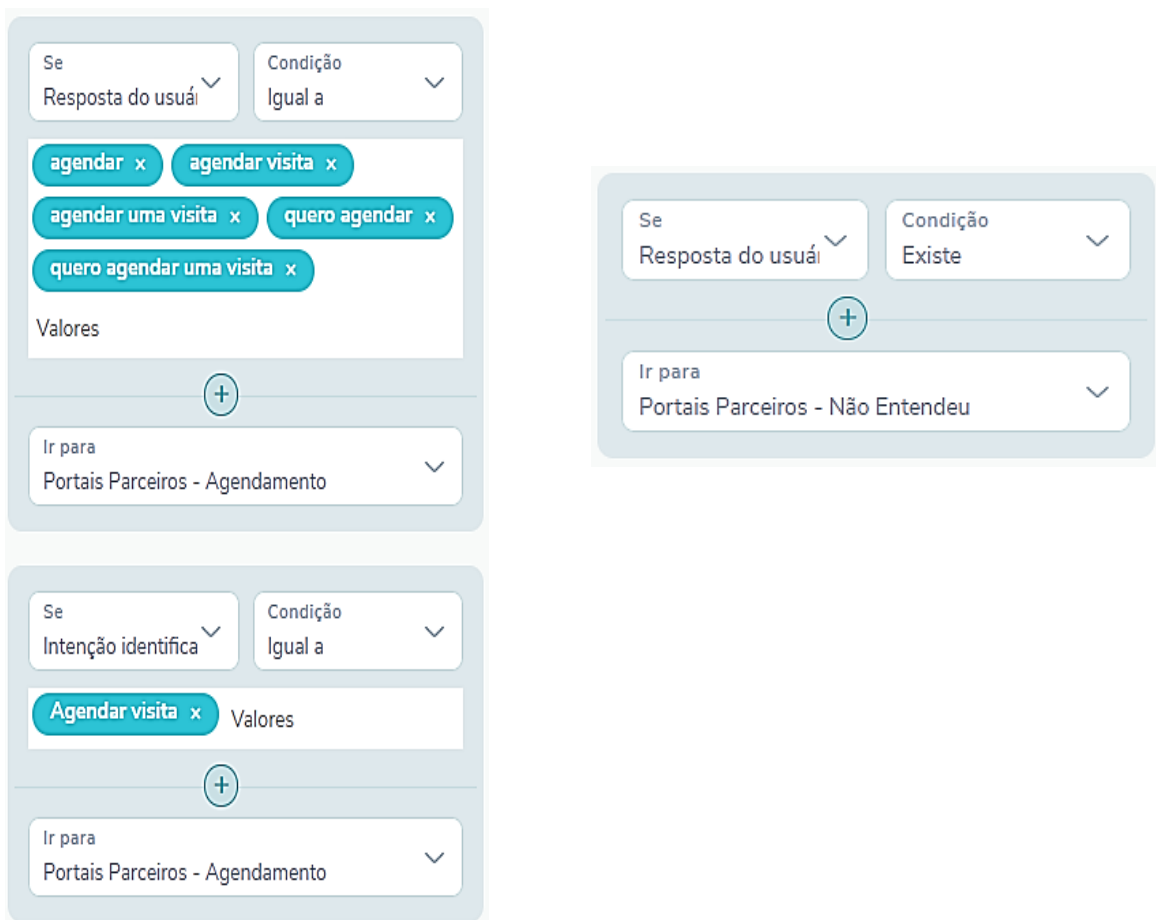 Se
Resposta do usuái
Condição
Igual a
agendar x
agendar visita x
agendar uma visita x
quero agendar x
quero agendar uma visita x
Valores
+
Ir para
Portais Parceiros - Agendamento
Se
Intenção identifica
Condição
Igual a
Agendar visita x
Valores
+
Ir para
Portais Parceiros - Agendamento
Se
Resposta do usuái
Condição
Existe
+
Ir para
Portais Parceiros - Não Entendeu